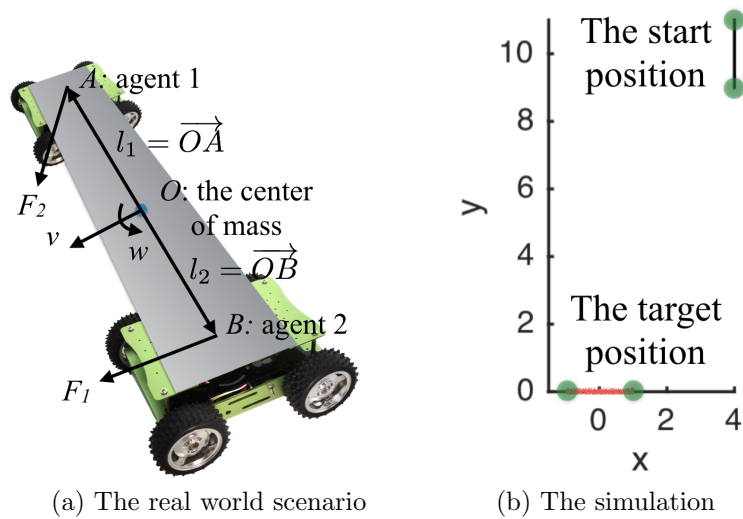 A: agent 1
l₁ = OA
F₂
O: the center
of mass
v
w
l₂ = OB
B: agent 2
F₁
(a) The real world scenario
The start
position
10
8
6
y
4
The target
position
2
0
0
2
4
x
(b) The simulation